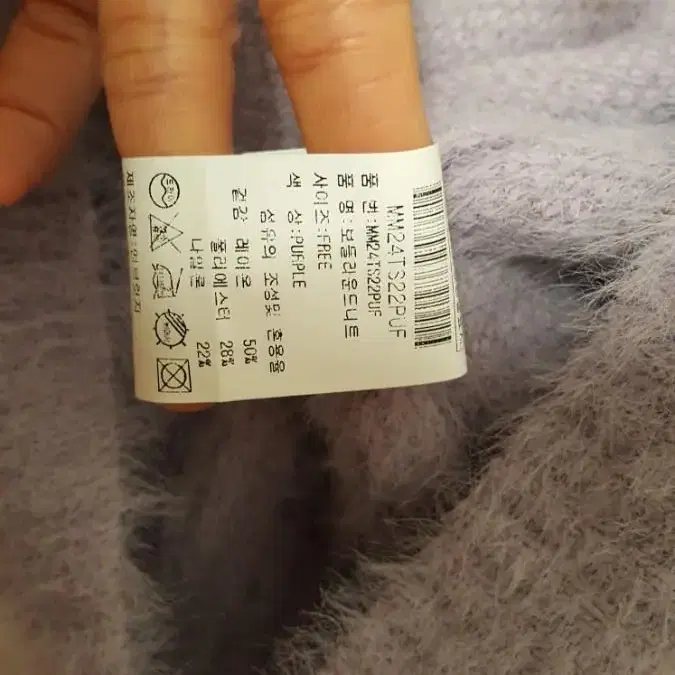 MM24TS22PUF
품 번:MM24TS22PUF
품 명:보들라운드니트
사이즈:FREE
색 상:PURPLE
섬유의 조성및 혼용율
겉감 레이온 50%
폴리에스터 28%
나일론 22%